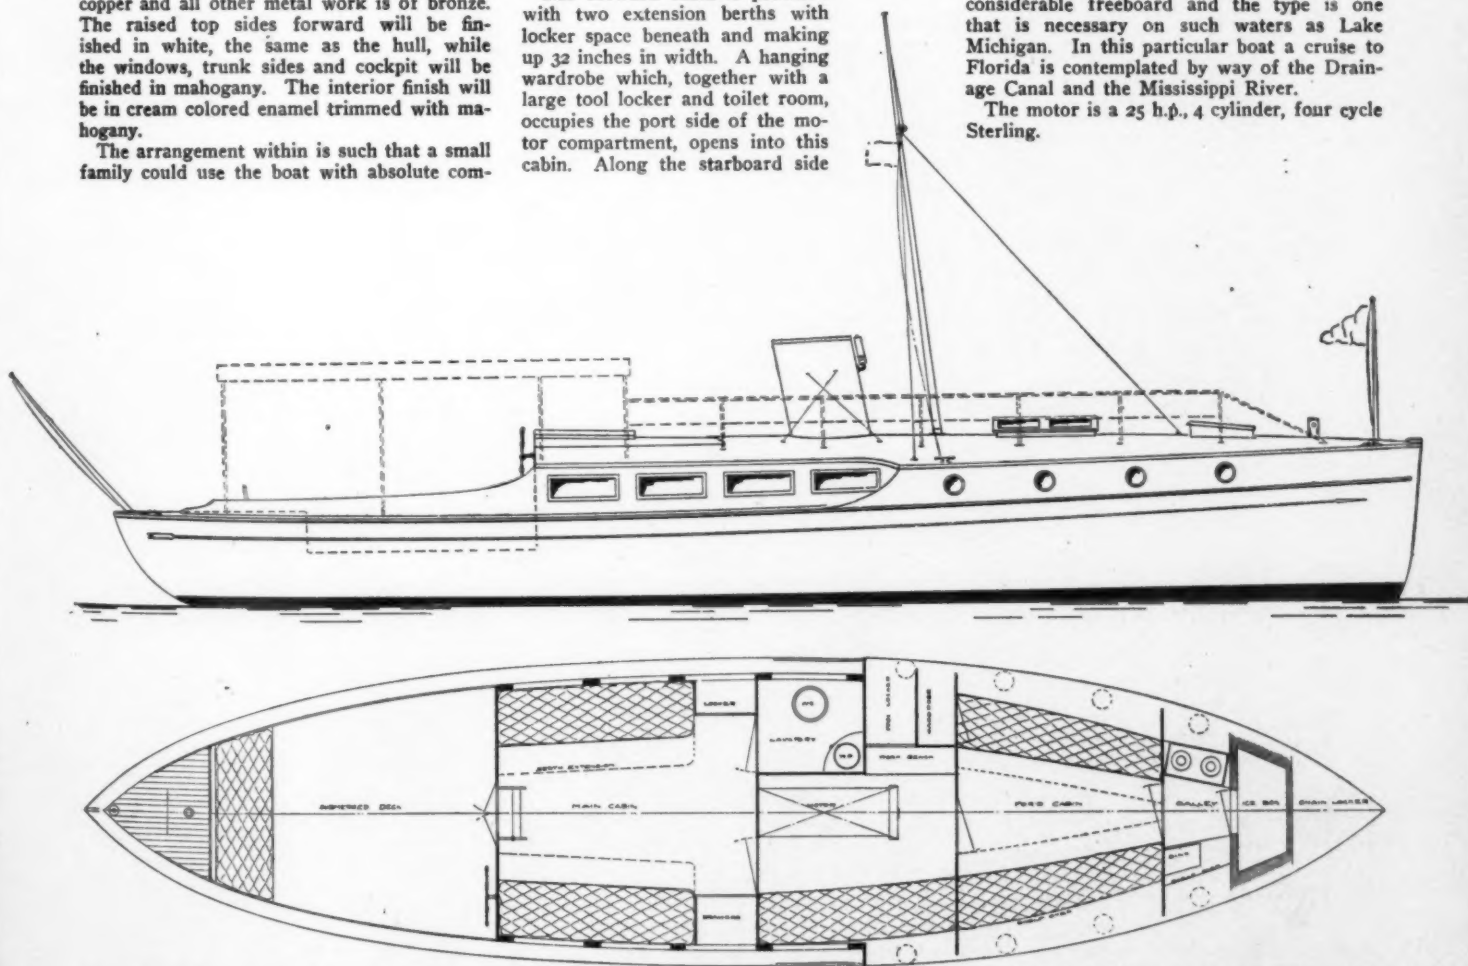 copper and all other metal work is of bronze.
The raised top sides forward will be fin-
ished in white, the same as the hull, while
the windows, trunk sides and cockpit will be
finished in mahogany. The interior finish will
be in cream colored enamel trimmed with ma-
hogany.
The arrangement within is such that a small
family could use the boat with absolute com-
with two extension berths with
locker space beneath and making
up 32 inches in width. A hanging
wardrobe which, together with a
large tool locker and toilet room,
occupies the port side of the mo-
tor compartment, opens into this
cabin. Along the starboard side
considerable freeboard and the type is one
that is necessary on such waters as Lake
Michigan. In this particular boat a cruise to
Florida is contemplated by way of the Drain-
age Canal and the Mississippi River.
The motor is a 25 h.p., 4 cylinder, four cycle
Sterling.
LOCKER
TOOL LOCKER
WARDROBE
LAVATORY
WORK BENCH
BERTH EXTENSION
MAIN CABIN
MOTOR
GALLEY
ICE BOX
CHAIN LOCKER